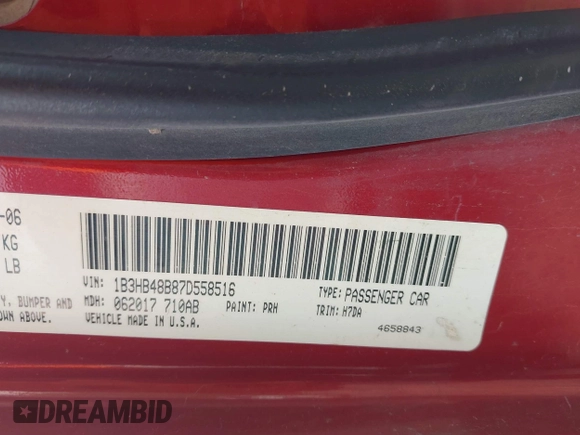 -06
KG
LB
VIN: 1B3HB48B87D558516 TYPE: PASSENGER CAR
Y, BUMPER AND MDH: 062017 710AB PAINT: PRH TRIM: H7DA
OWN ABOVE. VEHICLE MADE IN U.S.A.
4658843
DREAMBID